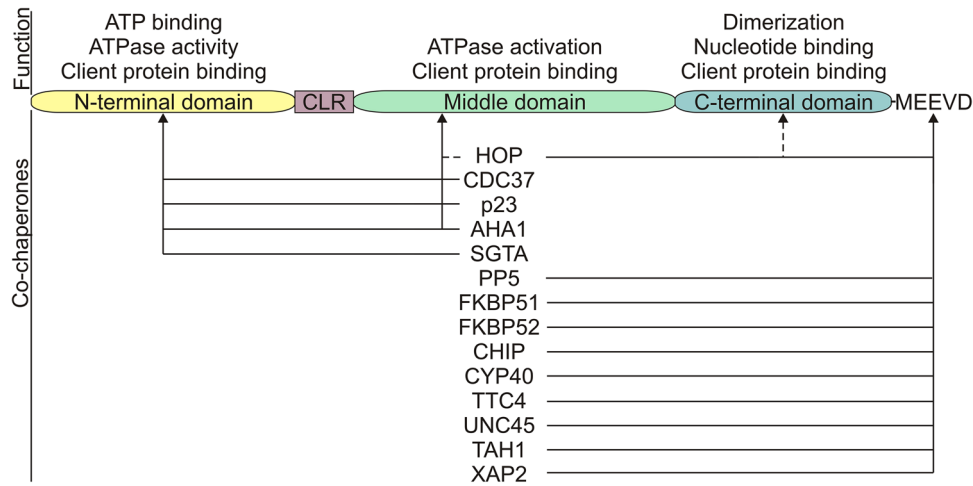 Function
ATP binding
ATPase activity
Client protein binding
ATPase activation
Client protein binding
Dimerization
Nucleotide binding
Client protein binding
N-terminal domain
CLR
Middle domain
C-terminal domain
MEEVD
Co-chaperones
HOP
CDC37
p23
AHA1
SGTA
PP5
FKBP51
FKBP52
CHIP
CYP40
TTC4
UNC45
TAH1
XAP2